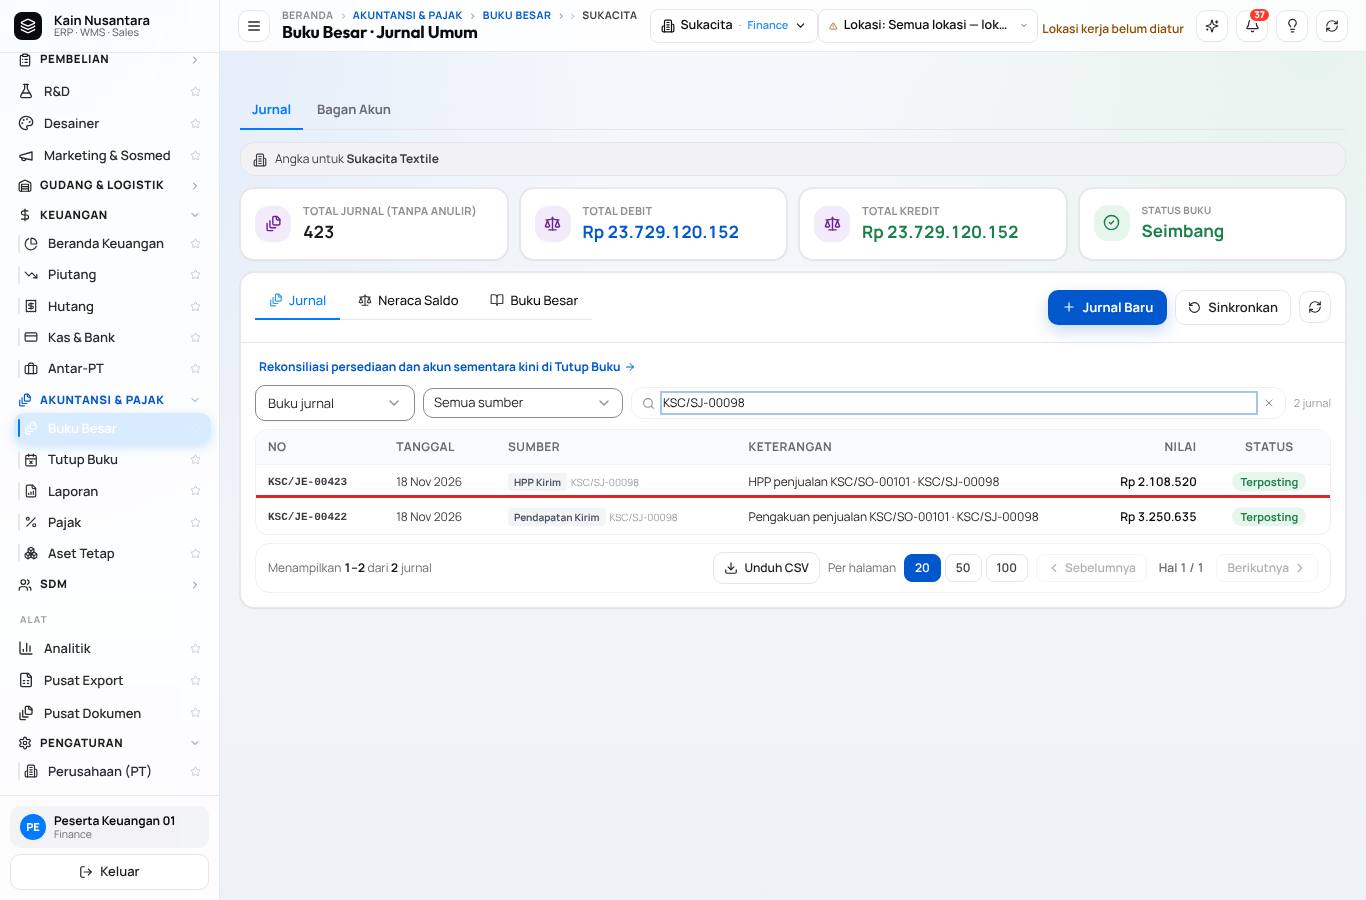 Kain Nusantara
ERP · WMS · Sales
PEMBELIAN
R&D
Desainer
Marketing & Sosmed
GUDANG & LOGISTIK
KEUANGAN
Beranda Keuangan
Piutang
Hutang
Kas & Bank
Antar-PT
AKUNTANSI & PAJAK
Buku Besar
Tutup Buku
Laporan
Pajak
Aset Tetap
SDM
ALAT
Analitik
Pusat Export
Pusat Dokumen
PENGATURAN
Perusahaan (PT)
PE
Peserta Keuangan 01
Finance
Keluar
BERANDA › AKUNTANSI & PAJAK › BUKU BESAR › › SUKACITA
Buku Besar · Jurnal Umum
Sukacita · Finance
Lokasi: Semua lokasi — lok...
Lokasi kerja belum diatur
37
Jurnal
Bagan Akun
Angka untuk Sukacita Textile
TOTAL JURNAL (TANPA ANULIR)
423
TOTAL DEBIT
Rp 23.729.120.152
TOTAL KREDIT
Rp 23.729.120.152
STATUS BUKU
Seimbang
Jurnal
Neraca Saldo
Buku Besar
+ Jurnal Baru
Sinkronkan
Rekonsiliasi persediaan dan akun sementara kini di Tutup Buku →
Buku jurnal
Semua sumber
KSC/SJ-00098
2 jurnal
NO TANGGAL SUMBER KETERANGAN NILAI STATUS
KSC/JE-00423 18 Nov 2026 HPP Kirim KSC/SJ-00098 HPP penjualan KSC/SO-00101 · KSC/SJ-00098 Rp 2.108.520 Terposting
KSC/JE-00422 18 Nov 2026 Pendapatan Kirim KSC/SJ-00098 Pengakuan penjualan KSC/SO-00101 · KSC/SJ-00098 Rp 3.250.635 Terposting
Menampilkan 1–2 dari 2 jurnal
Unduh CSV
Per halaman 20 50 100
Sebelumnya
Hal 1 / 1
Berikutnya